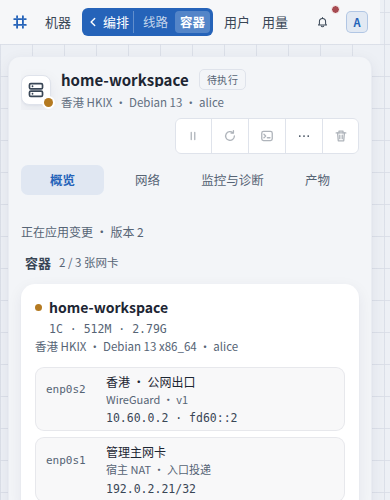 机器 编排 线路 容器 用户 用量 A
home-workspace 待执行
香港 HKIX · Debian 13 · alice
概览 网络 监控与诊断 产物
正在应用变更 · 版本 2
容器 2 / 3 张网卡
home-workspace
1C · 512M · 2.79G
香港 HKIX · Debian 13 x86_64 · alice
enp0s2 香港 · 公网出口
WireGuard · v1
10.60.0.2 · fd60::2
enp0s1 管理主网卡
宿主 NAT · 入口投递
192.0.2.21/32